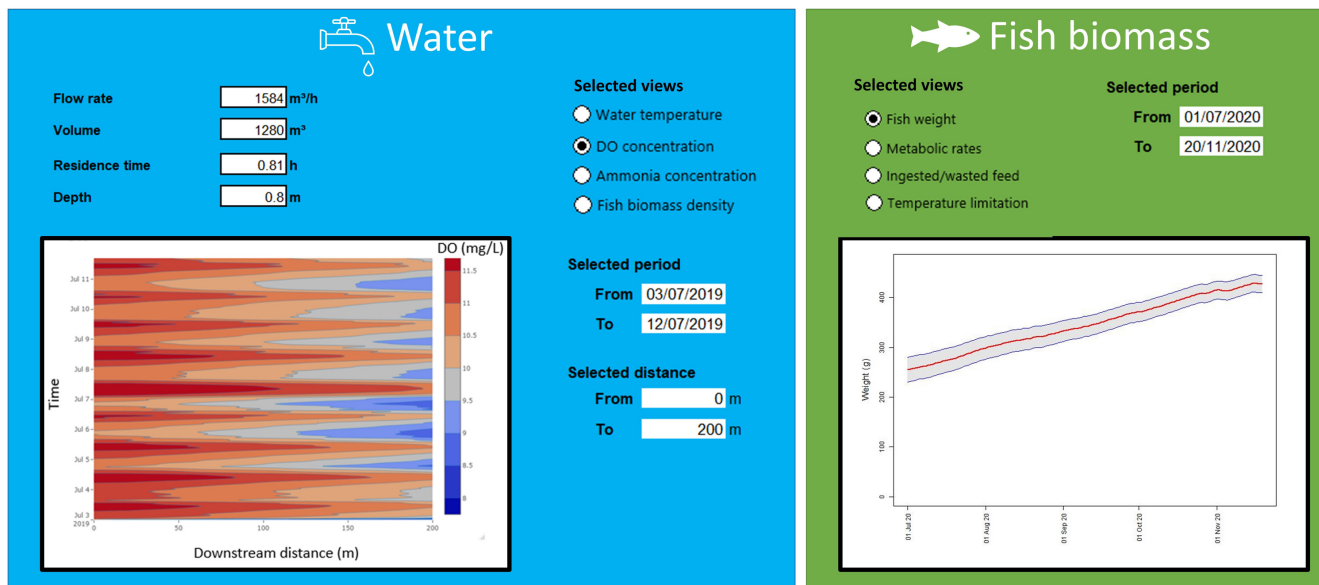 Water
Flow rate 1584 m³/h
Volume 1280 m³
Residence time 0.81 h
Depth 0.8 m
Selected views
Water temperature
DO concentration
Ammonia concentration
Fish biomass density
Selected period
From 03/07/2019
To 12/07/2019
Selected distance
From 0 m
To 200 m
DO (mg/L)
11.5
11
10.5
10
9.5
9
8.5
8
Time
Jul 11
Jul 10
Jul 9
Jul 8
Jul 7
Jul 6
Jul 5
Jul 4
Jul 3
2019
0 50 100 150 200
Downstream distance (m)
Fish biomass
Selected views
Fish weight
Metabolic rates
Ingested/wasted feed
Temperature limitation
Selected period
From 01/07/2020
To 20/11/2020
Weight (g)
400
300
200
100
0
01 Jul 20 01 Aug 20 01 Sep 20 01 Oct 20 01 Nov 20